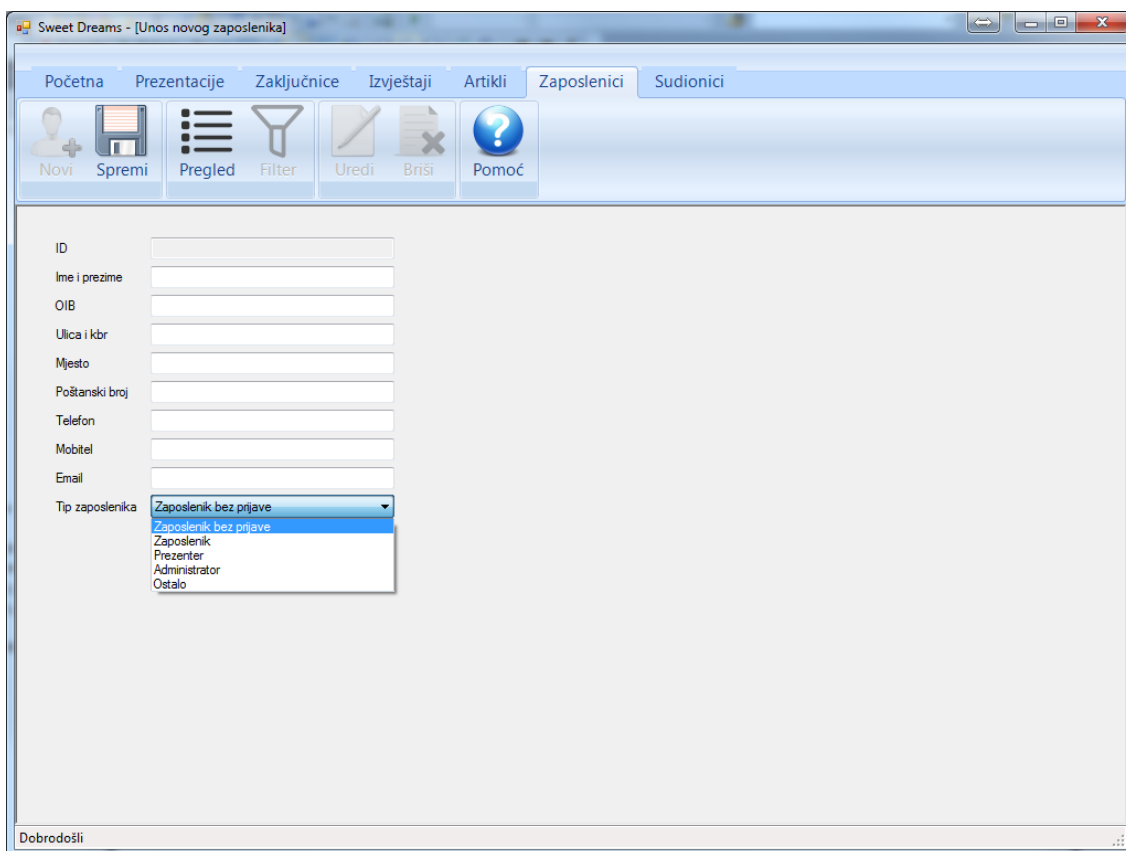 Sweet Dreams - [Unos novog zaposlenika]
Početna Prezentacije Zaključnice Izvještaji Artikli Zaposlenici Sudionici
Novi Spremi Pregled Filter Uredi Briši Pomoć
ID
Ime i prezime
OIB
Ulica i kbr
Mjesto
Poštanski broj
Telefon
Mobitel
Email
Tip zaposlenika Zaposlenik bez prijave
Zaposlenik bez prijave
Zaposlenik
Prezenter
Administrator
Ostalo
Dobrodošli